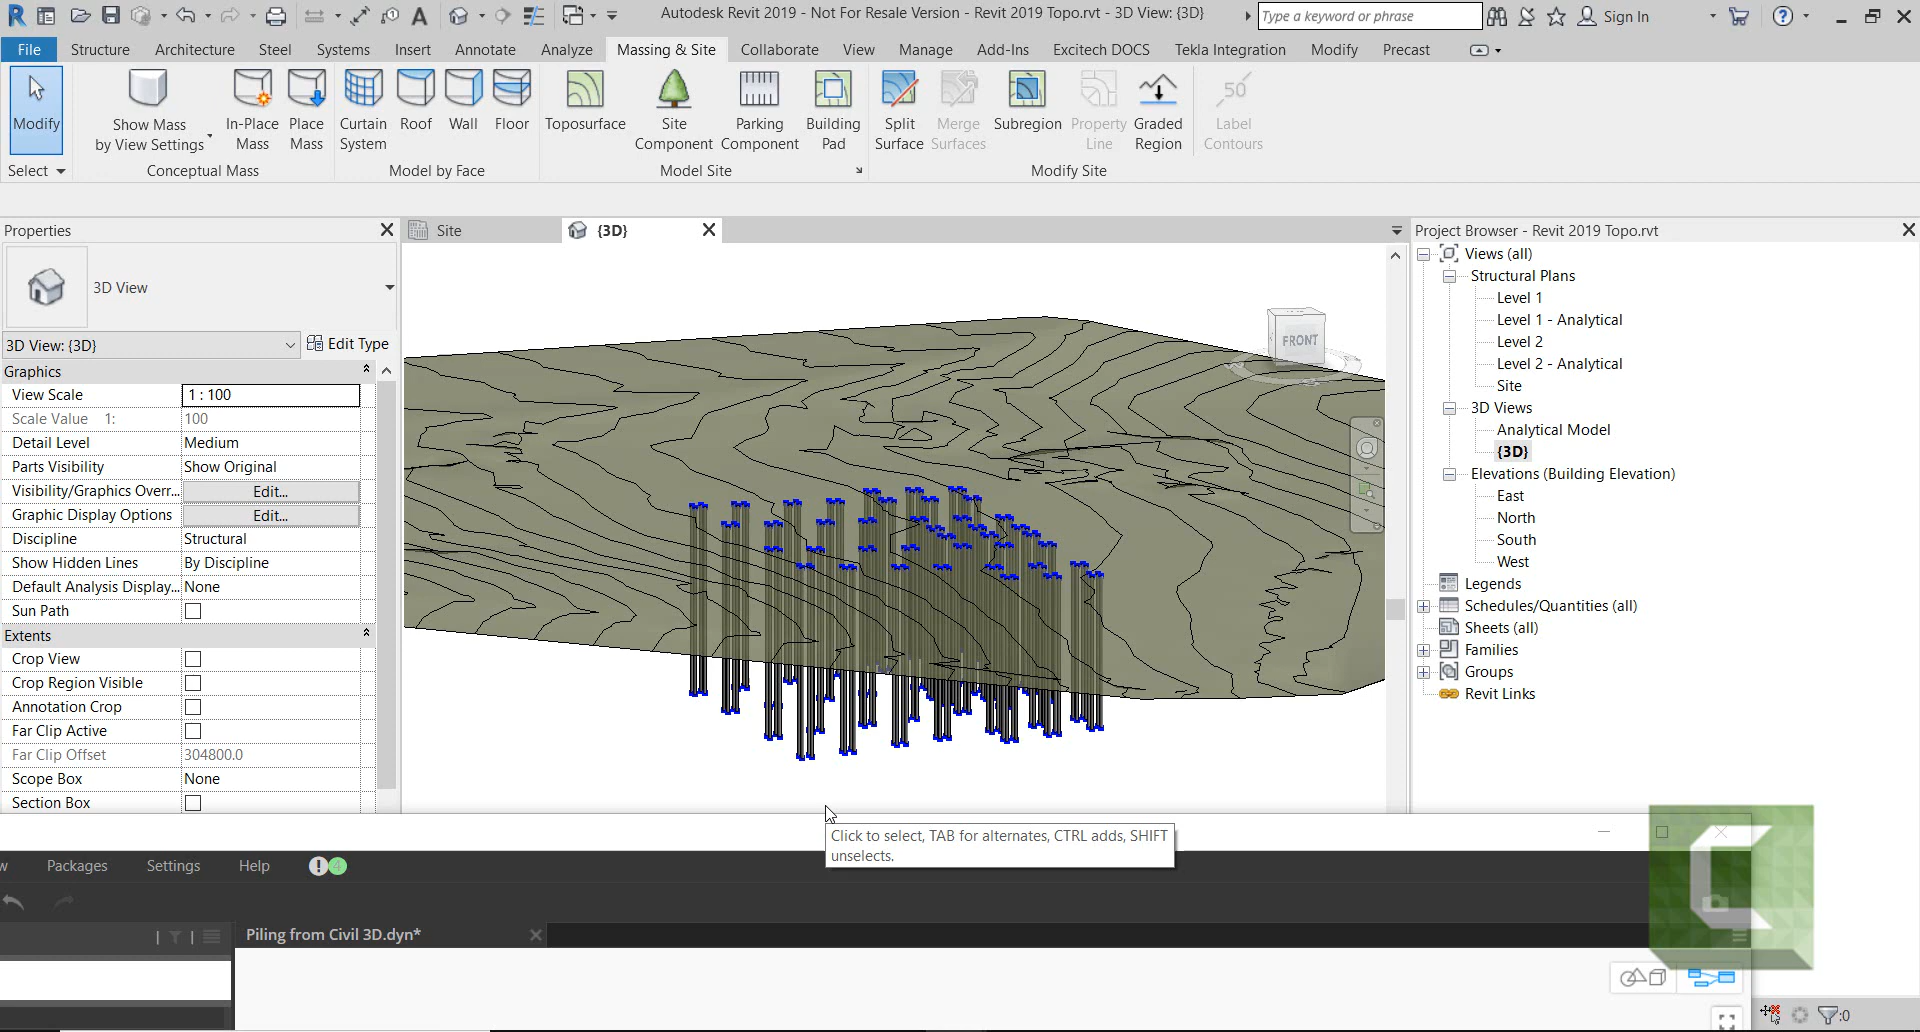 Autodesk Revit 2019 - Not For Resale Version - Revit 2019 Topo.rvt - 3D View: {3D}
Type a keyword or phrase
Sign In
File Structure Architecture Steel Systems Insert Annotate Analyze Massing & Site Collaborate View Manage Add-Ins Excitech DOCS Tekla Integration Modify Precast
Modify
Show Mass
by View Settings
In-Place
Mass
Place
Mass
Curtain
System
Roof
Wall
Floor
Toposurface
Site
Component
Parking
Component
Building
Pad
Split
Surface
Merge
Surfaces
Subregion
Property
Line
Graded
Region
50
Label
Contours
Select
Conceptual Mass
Model by Face
Model Site
Modify Site
Properties
3D View
3D View: {3D}
Edit Type
Graphics
View Scale 1 : 100
Scale Value 1: 100
Detail Level Medium
Parts Visibility Show Original
Visibility/Graphics Overr... Edit...
Graphic Display Options Edit...
Discipline Structural
Show Hidden Lines By Discipline
Default Analysis Display... None
Sun Path
Extents
Crop View
Crop Region Visible
Annotation Crop
Far Clip Active
Far Clip Offset 304800.0
Scope Box None
Section Box
Site
{3D}
FRONT
Project Browser - Revit 2019 Topo.rvt
Views (all)
Structural Plans
Level 1
Level 1 - Analytical
Level 2
Level 2 - Analytical
Site
3D Views
Analytical Model
{3D}
Elevations (Building Elevation)
East
North
South
West
Legends
Schedules/Quantities (all)
Sheets (all)
Families
Groups
Revit Links
Click to select, TAB for alternates, CTRL adds, SHIFT
unselects.
w Packages Settings Help ! 4
Piling from Civil 3D.dyn*
:0